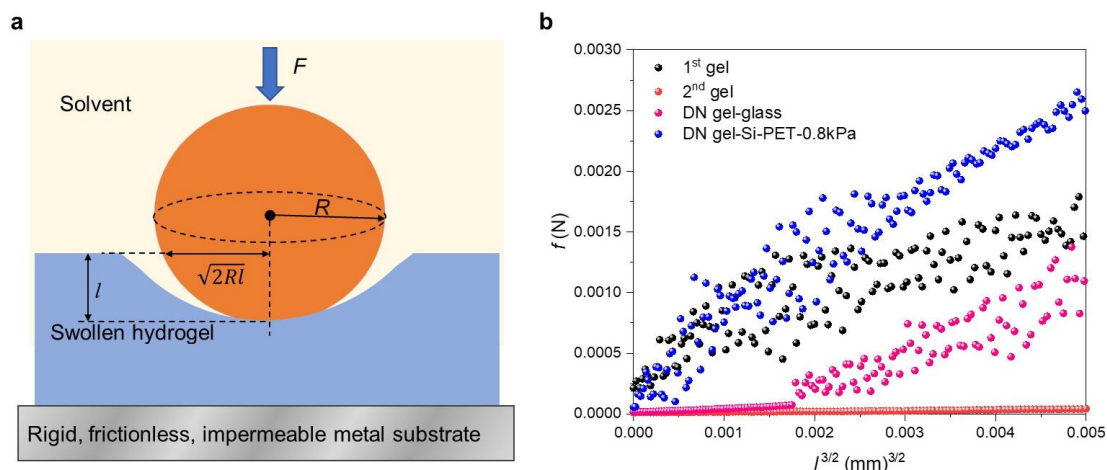 a
F
Solvent
R
√2Rl
l
Swollen hydrogel
Rigid, frictionless, impermeable metal substrate
b
0.0030
0.0025
0.0020
0.0015
0.0010
0.0005
0.0000
f (N)
1st gel
2nd gel
DN gel-glass
DN gel-Si-PET-0.8kPa
0.000 0.001 0.002 0.003 0.004 0.005
l^3/2 (mm)^3/2